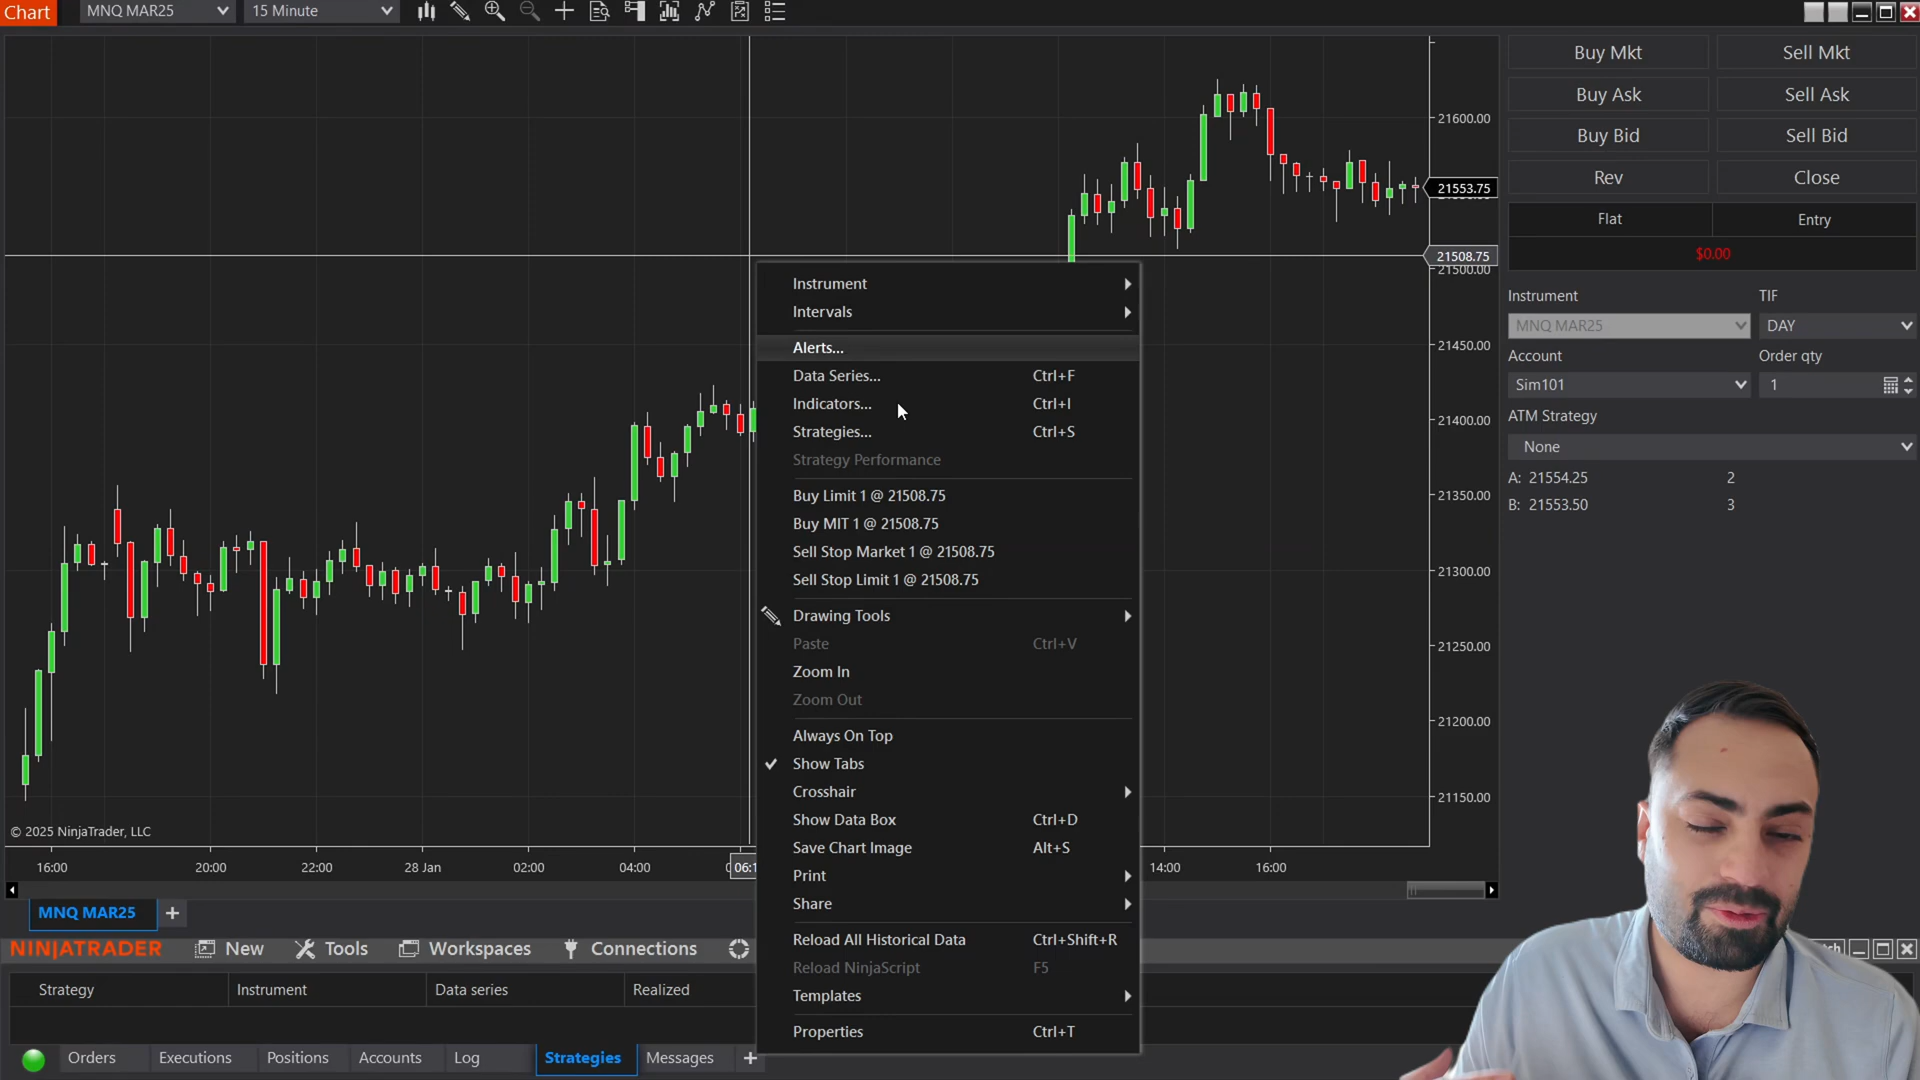 Chart MNQ MAR25 15 Minute
Buy Mkt Sell Mkt
Buy Ask Sell Ask
Buy Bid Sell Bid
Rev Close
Flat Entry
$0.00
Instrument TIF
MNQ MAR25 DAY
Account Order qty
Sim101 1
ATM Strategy
None
A: 21554.25 2
B: 21553.50 3
21600.00
21553.75
21508.75
21500.00
21450.00
21400.00
21350.00
21300.00
21250.00
21200.00
21150.00
Instrument
Intervals
Alerts...
Data Series... Ctrl+F
Indicators... Ctrl+I
Strategies... Ctrl+S
Strategy Performance
Buy Limit 1 @ 21508.75
Buy MIT 1 @ 21508.75
Sell Stop Market 1 @ 21508.75
Sell Stop Limit 1 @ 21508.75
Drawing Tools
Paste Ctrl+V
Zoom In
Zoom Out
Always On Top
Show Tabs
Crosshair
Show Data Box Ctrl+D
Save Chart Image Alt+S
Print
Share
Reload All Historical Data Ctrl+Shift+R
Reload NinjaScript F5
Templates
Properties Ctrl+T
© 2025 NinjaTrader, LLC
16:00 20:00 22:00 28 Jan 02:00 04:00 06:1 14:00 16:00
MNQ MAR25 +
NINJATRADER New Tools Workspaces Connections
Strategy Instrument Data series Realized
Orders Executions Positions Accounts Log Strategies Messages +